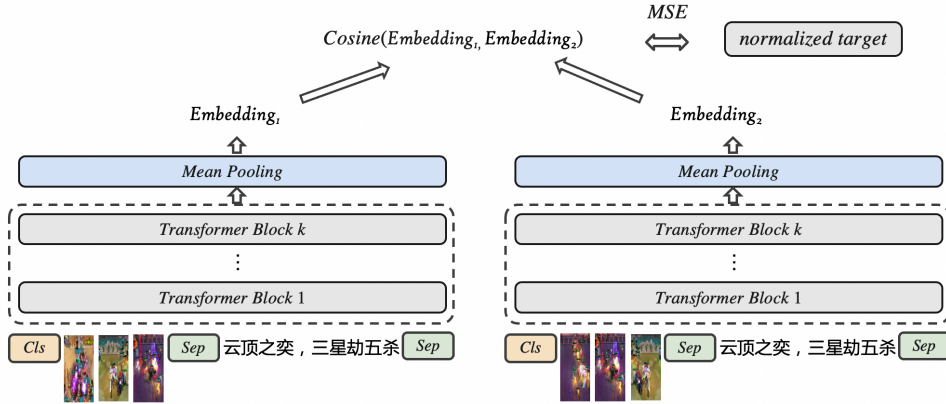 MSE
Cosine(Embedding₁, Embedding₂)
normalized target
Embedding₁
Embedding₂
Mean Pooling
Mean Pooling
Transformer Block k
Transformer Block k
⋮
⋮
Transformer Block 1
Transformer Block 1
Cls Sep 云顶之奕，三星劫五杀 Sep
Cls Sep 云顶之奕，三星劫五杀 Sep